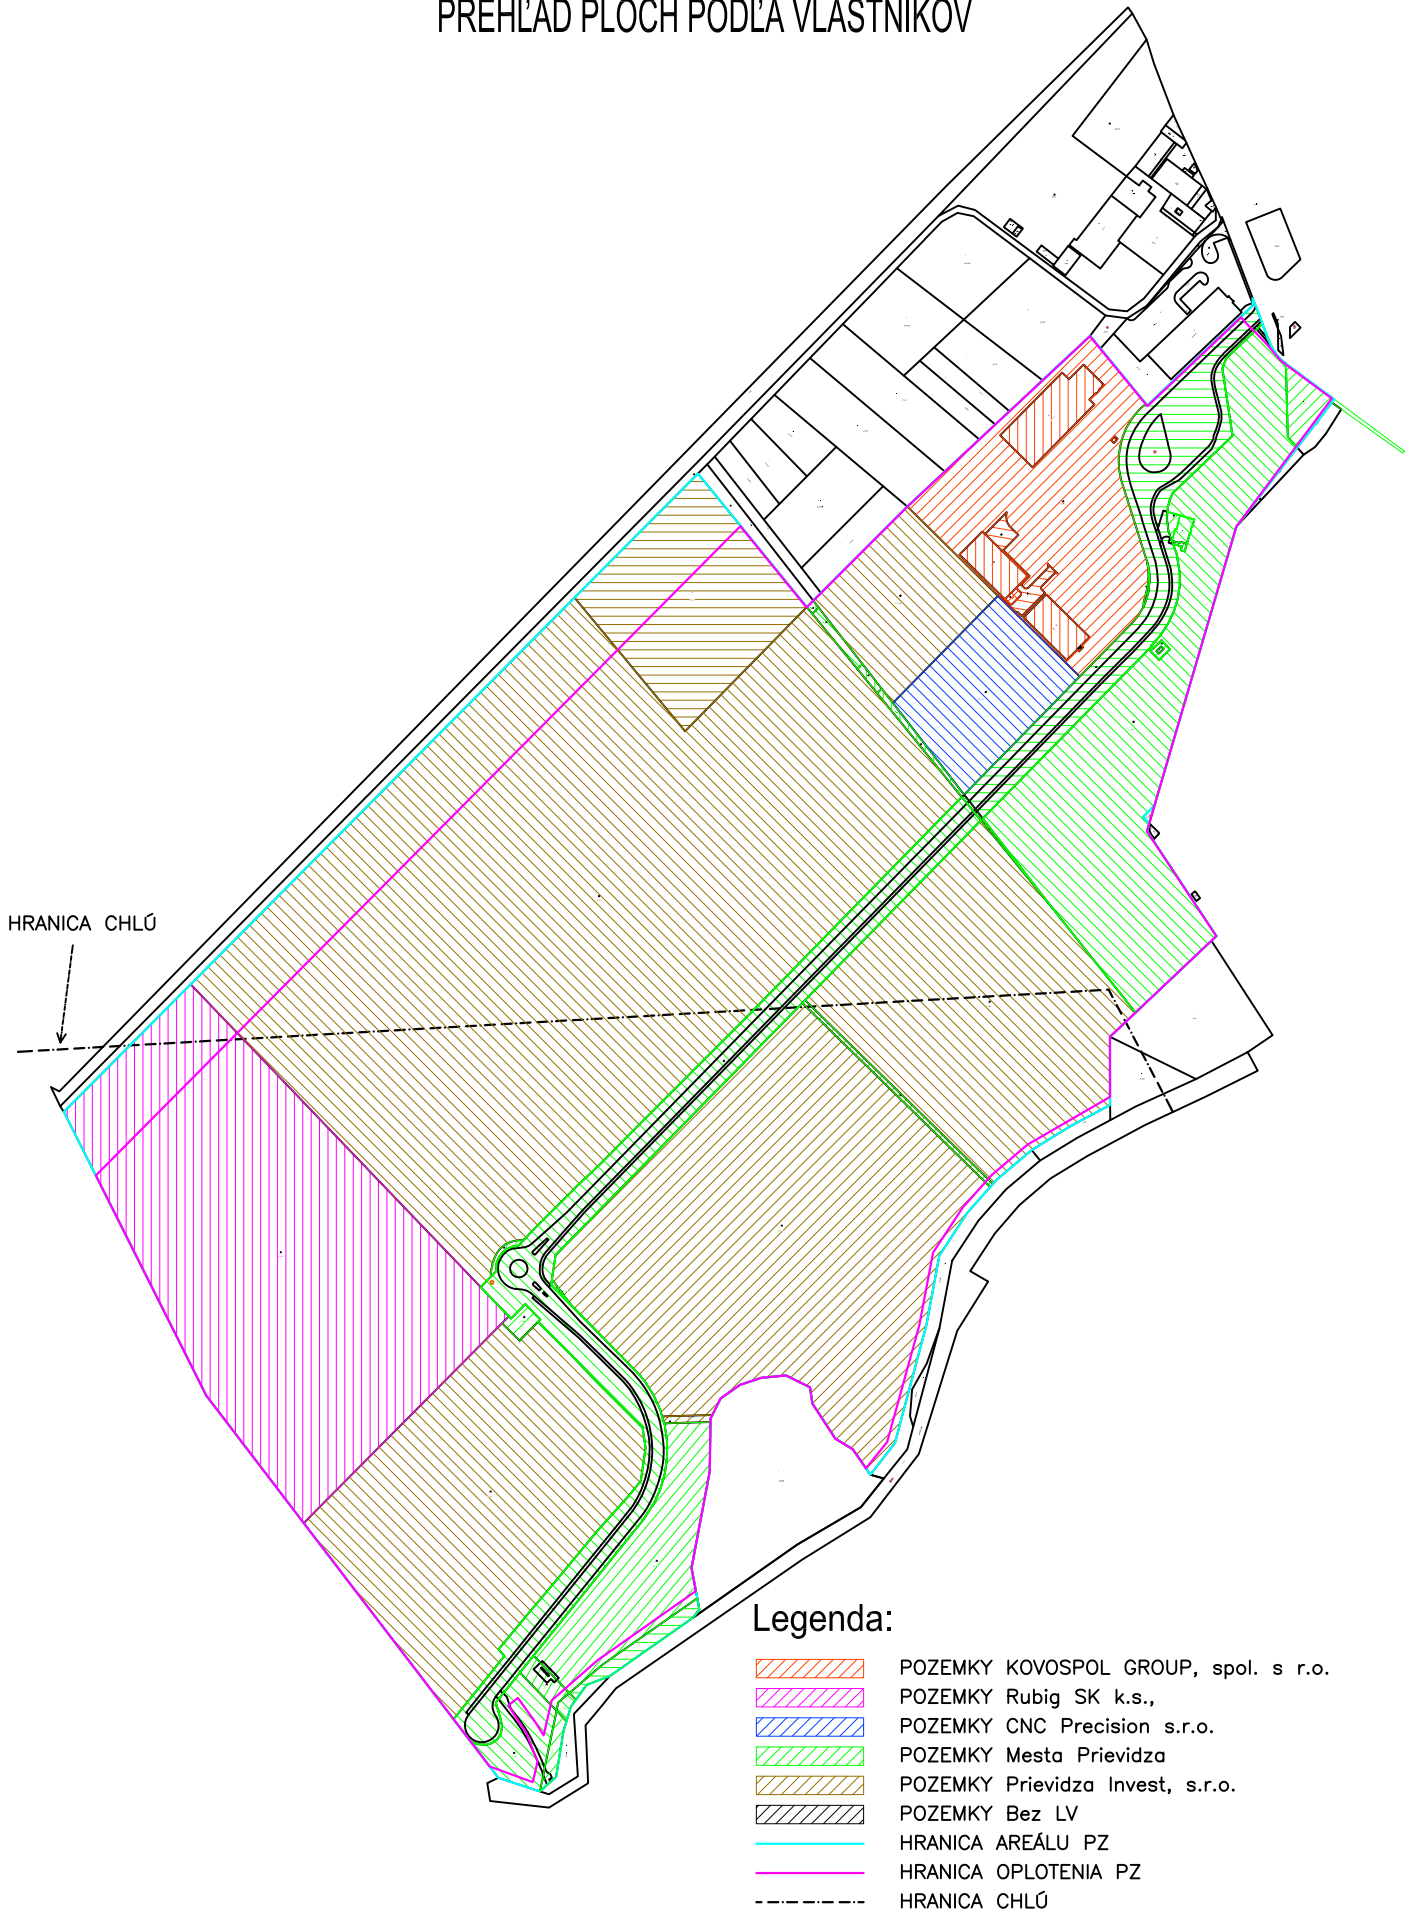 PREHĽAD PLÔCH PODĽA VLASTNÍKOV
HRANICA CHLÚ
Legenda:
POZEMKY KOVOSPOL GROUP, spol. s r.o.
POZEMKY Rubig SK k.s.,
POZEMKY CNC Precision s.r.o.
POZEMKY Mesta Prievidza
POZEMKY Prievidza Invest, s.r.o.
POZEMKY Bez LV
HRANICA AREÁLU PZ
HRANICA OPLOTENIA PZ
HRANICA CHLÚ